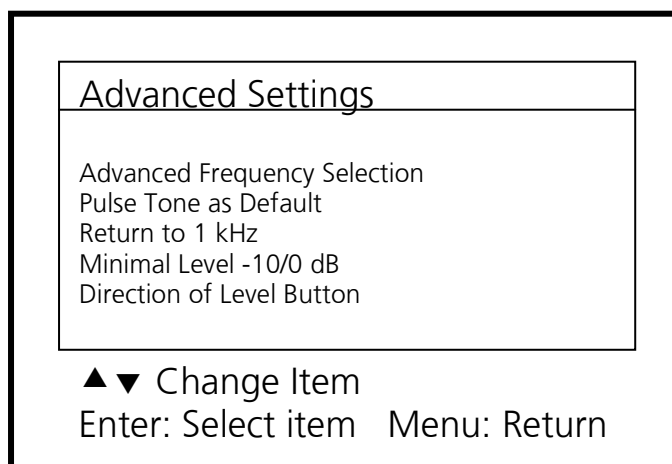 Advanced Settings
Advanced Frequency Selection
Pulse Tone as Default
Return to 1 kHz
Minimal Level -10/0 dB
Direction of Level Button
▲▼ Change Item
Enter: Select item Menu: Return